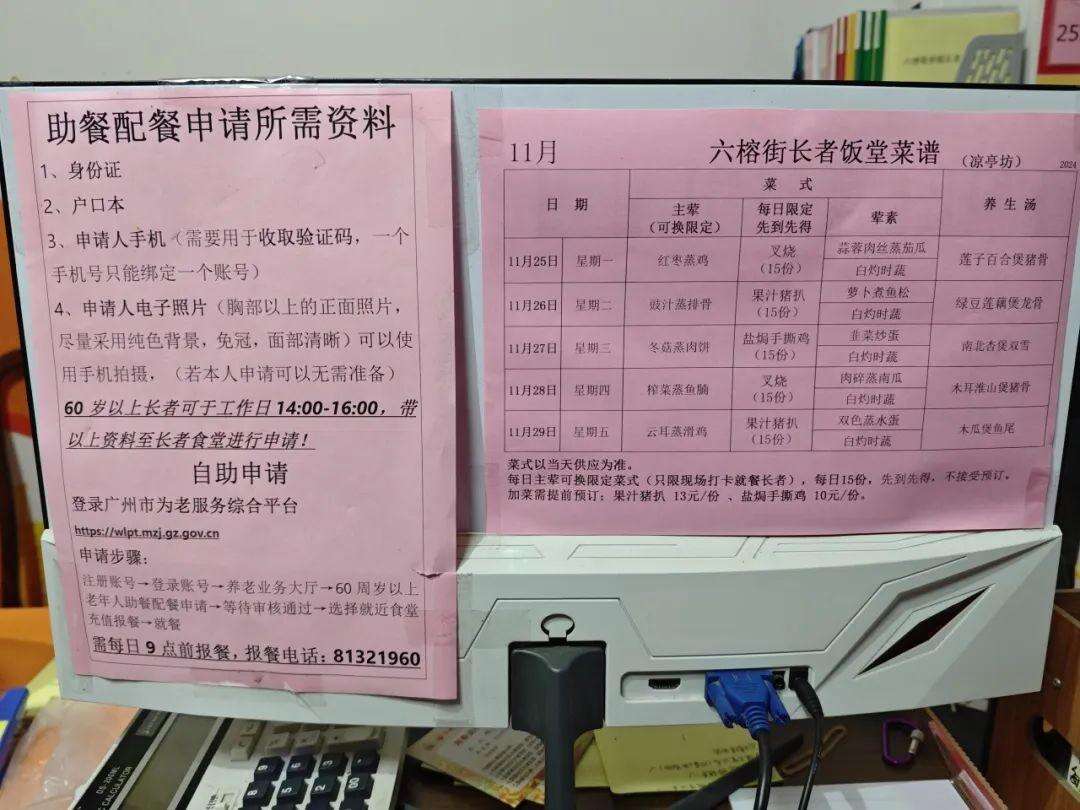 助餐配餐申请所需资料
1、身份证
2、户口本
3、申请人手机（需要用于收取验证码，一个
手机号只能绑定一个账号）
4、申请人电子照片（胸部以上的正面照片，
尽量采用纯色背景，免冠，面部清晰）可以使
用手机拍摄，（若本人申请可以无需准备）
60 岁以上长者可于工作日 14:00-16:00，带
以上资料至长者食堂进行申请！
自助申请
登录广州市为老服务综合平台
https://wlpt.mzj.gz.gov.cn
申请步骤：
注册账号→登录账号→养老业务大厅→60 周岁以上
老年人助餐配餐申请→等待审核通过→选择就近食堂
充值报餐→就餐
需每日 9 点前报餐，报餐电话：81321960
11月 六榕街长者饭堂菜谱 （凉亭坊） 2024
日 期 菜 式 养 生 汤
主荤
（可换限定） 每日限定
先到先得 荤素
11月25日 星期一 红枣蒸鸡 叉烧
（15份） 蒜蓉肉丝蒸茄瓜
白灼时蔬 莲子百合煲猪骨
11月26日 星期二 豉汁蒸排骨 果汁猪扒
（15份） 萝卜煮鱼松
白灼时蔬 绿豆莲藕煲龙骨
11月27日 星期三 冬菇蒸肉饼 盐焗手撕鸡
（15份） 韭菜炒蛋
白灼时蔬 南北杏煲双雪
11月28日 星期四 榨菜蒸鱼腩 叉烧
（15份） 肉碎蒸南瓜
白灼时蔬 木耳淮山煲猪骨
11月29日 星期五 云耳蒸滑鸡 果汁猪扒
（15份） 双色蒸水蛋
白灼时蔬 木瓜煲鱼尾
菜式以当天供应为准。
每日主荤可换限定菜式（只限现场打卡就餐长者），每日15份，先到先得，不接受预订。
加菜需提前预订：果汁猪扒 13元/份 、盐焗手撕鸡 10元/份。
25
CALCULATOR